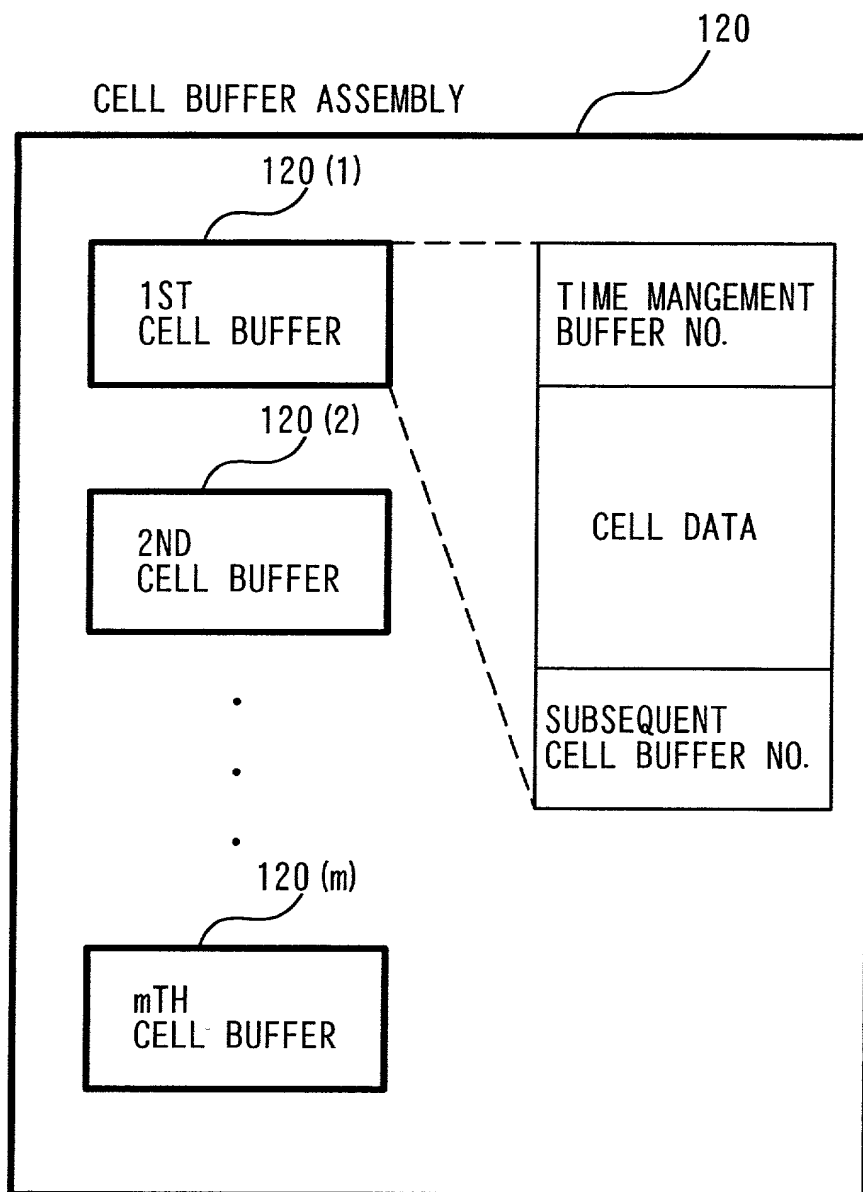 120
CELL BUFFER ASSEMBLY
120 (1)
1ST
CELL BUFFER
TIME MANGEMENT
BUFFER NO.
CELL DATA
SUBSEQUENT
CELL BUFFER NO.
120 (2)
2ND
CELL BUFFER
120 (m)
mTH
CELL BUFFER